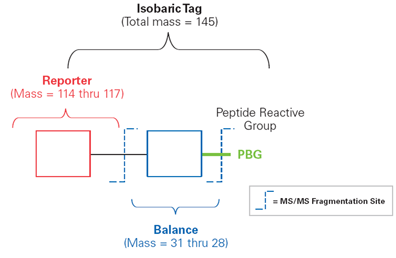 Isobaric Tag
(Total mass = 145)
Reporter
(Mass = 114 thru 117)
Peptide Reactive
Group
PBG
= MS/MS Fragmentation Site
Balance
(Mass = 31 thru 28)